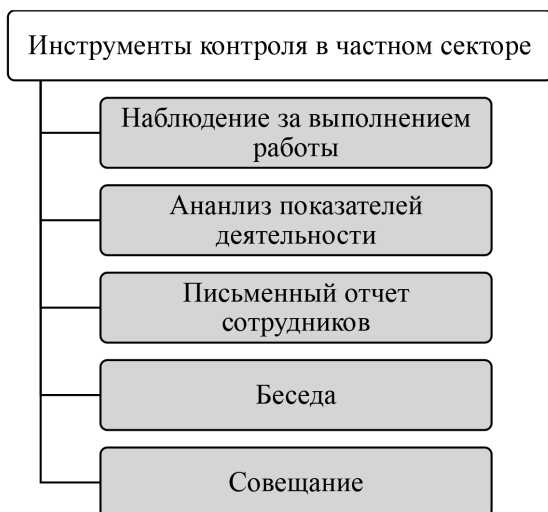 Инструменты контроля в частном секторе
Наблюдение за выполнением
работы
Ананлиз показателей
деятельности
Письменный отчет
сотрудников
Беседа
Совещание